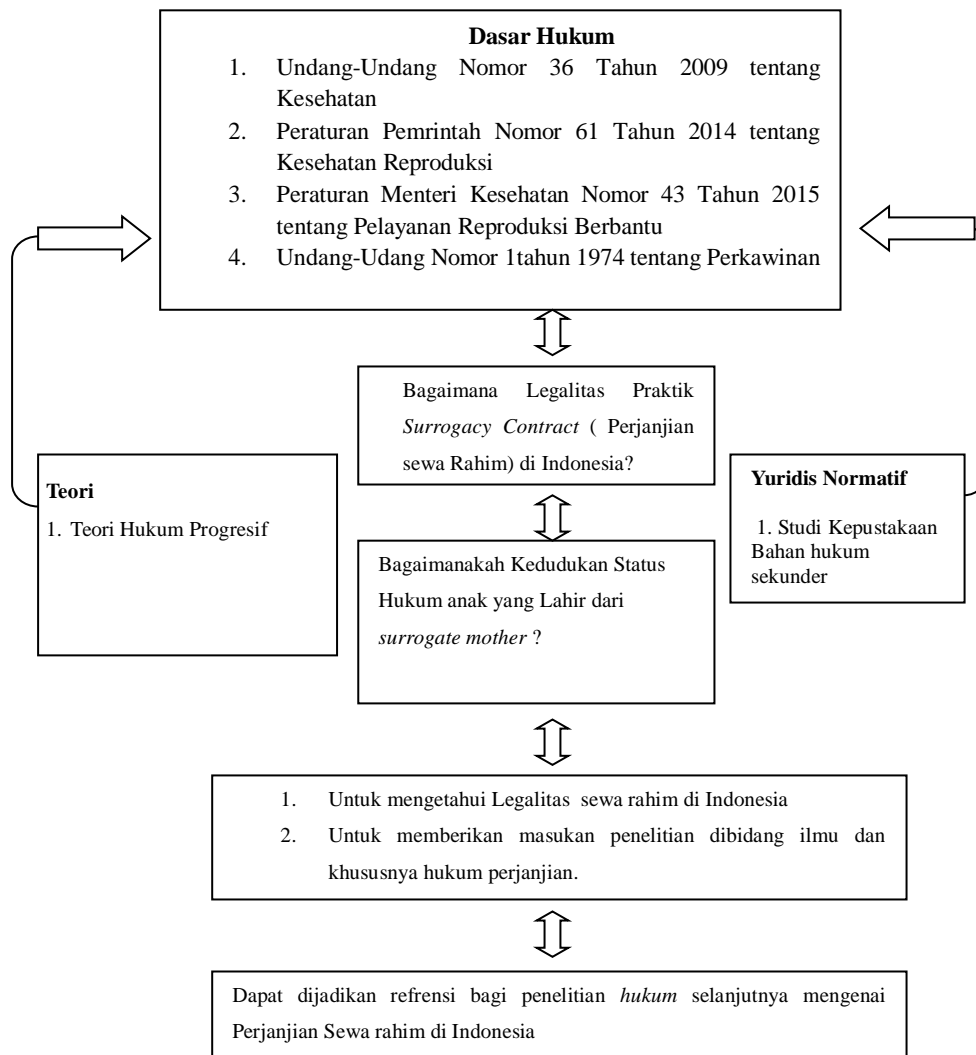 Dasar Hukum
1. Undang-Undang Nomor 36 Tahun 2009 tentang
Kesehatan
2. Peraturan Pemrintah Nomor 61 Tahun 2014 tentang
Kesehatan Reproduksi
3. Peraturan Menteri Kesehatan Nomor 43 Tahun 2015
tentang Pelayanan Reproduksi Berbantu
4. Undang-Udang Nomor 1tahun 1974 tentang Perkawinan
Bagaimana Legalitas Praktik
Surrogacy Contract ( Perjanjian
sewa Rahim) di Indonesia?
Teori
1. Teori Hukum Progresif
Yuridis Normatif
1. Studi Kepustakaan
Bahan hukum
sekunder
Bagaimanakah Kedudukan Status
Hukum anak yang Lahir dari
surrogate mother ?
1. Untuk mengetahui Legalitas sewa rahim di Indonesia
2. Untuk memberikan masukan penelitian dibidang ilmu dan
khususnya hukum perjanjian.
Dapat dijadikan refrensi bagi penelitian hukum selanjutnya mengenai
Perjanjian Sewa rahim di Indonesia